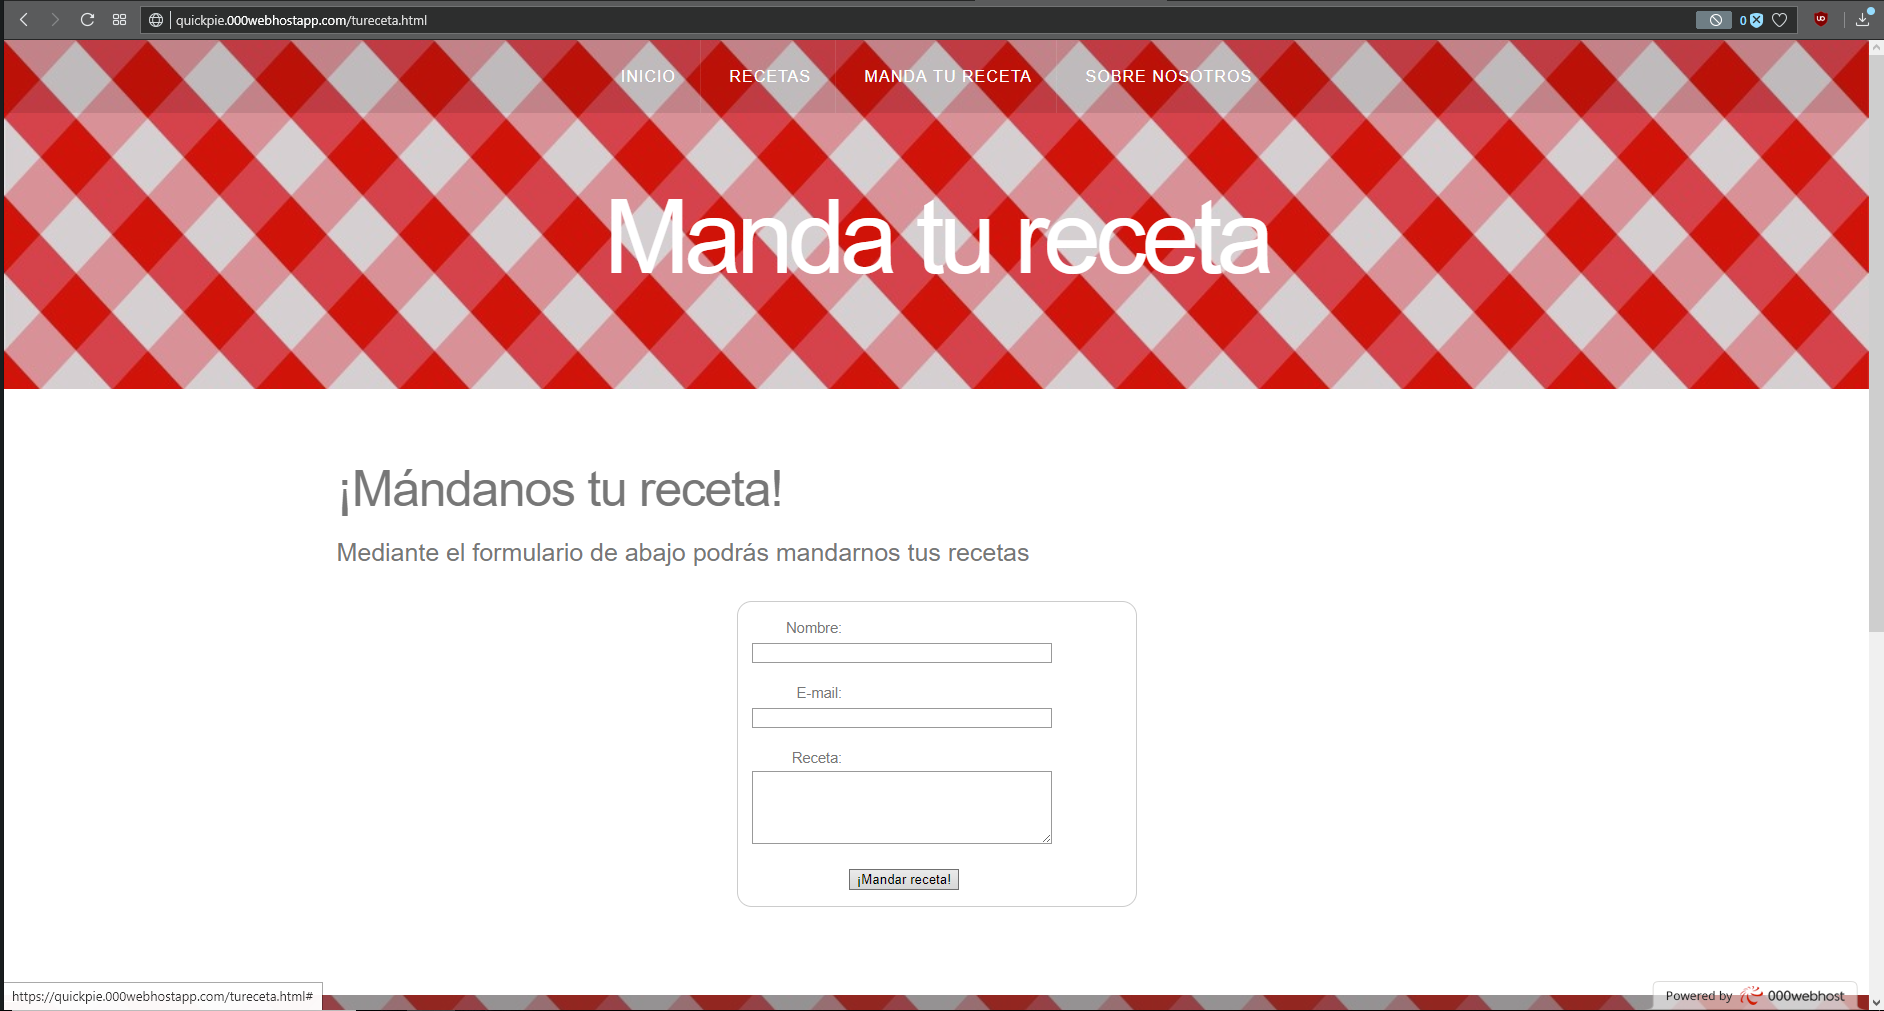 quickpie.000webhostapp.com/tureceta.html
0
INICIO RECETAS MANDA TU RECETA SOBRE NOSOTROS
Manda tu receta
¡Mándanos tu receta!
Mediante el formulario de abajo podrás mandarnos tus recetas
Nombre:
E-mail:
Receta:
¡Mandar receta!
https://quickpie.000webhostapp.com/tureceta.html#
Powered by 000webhost